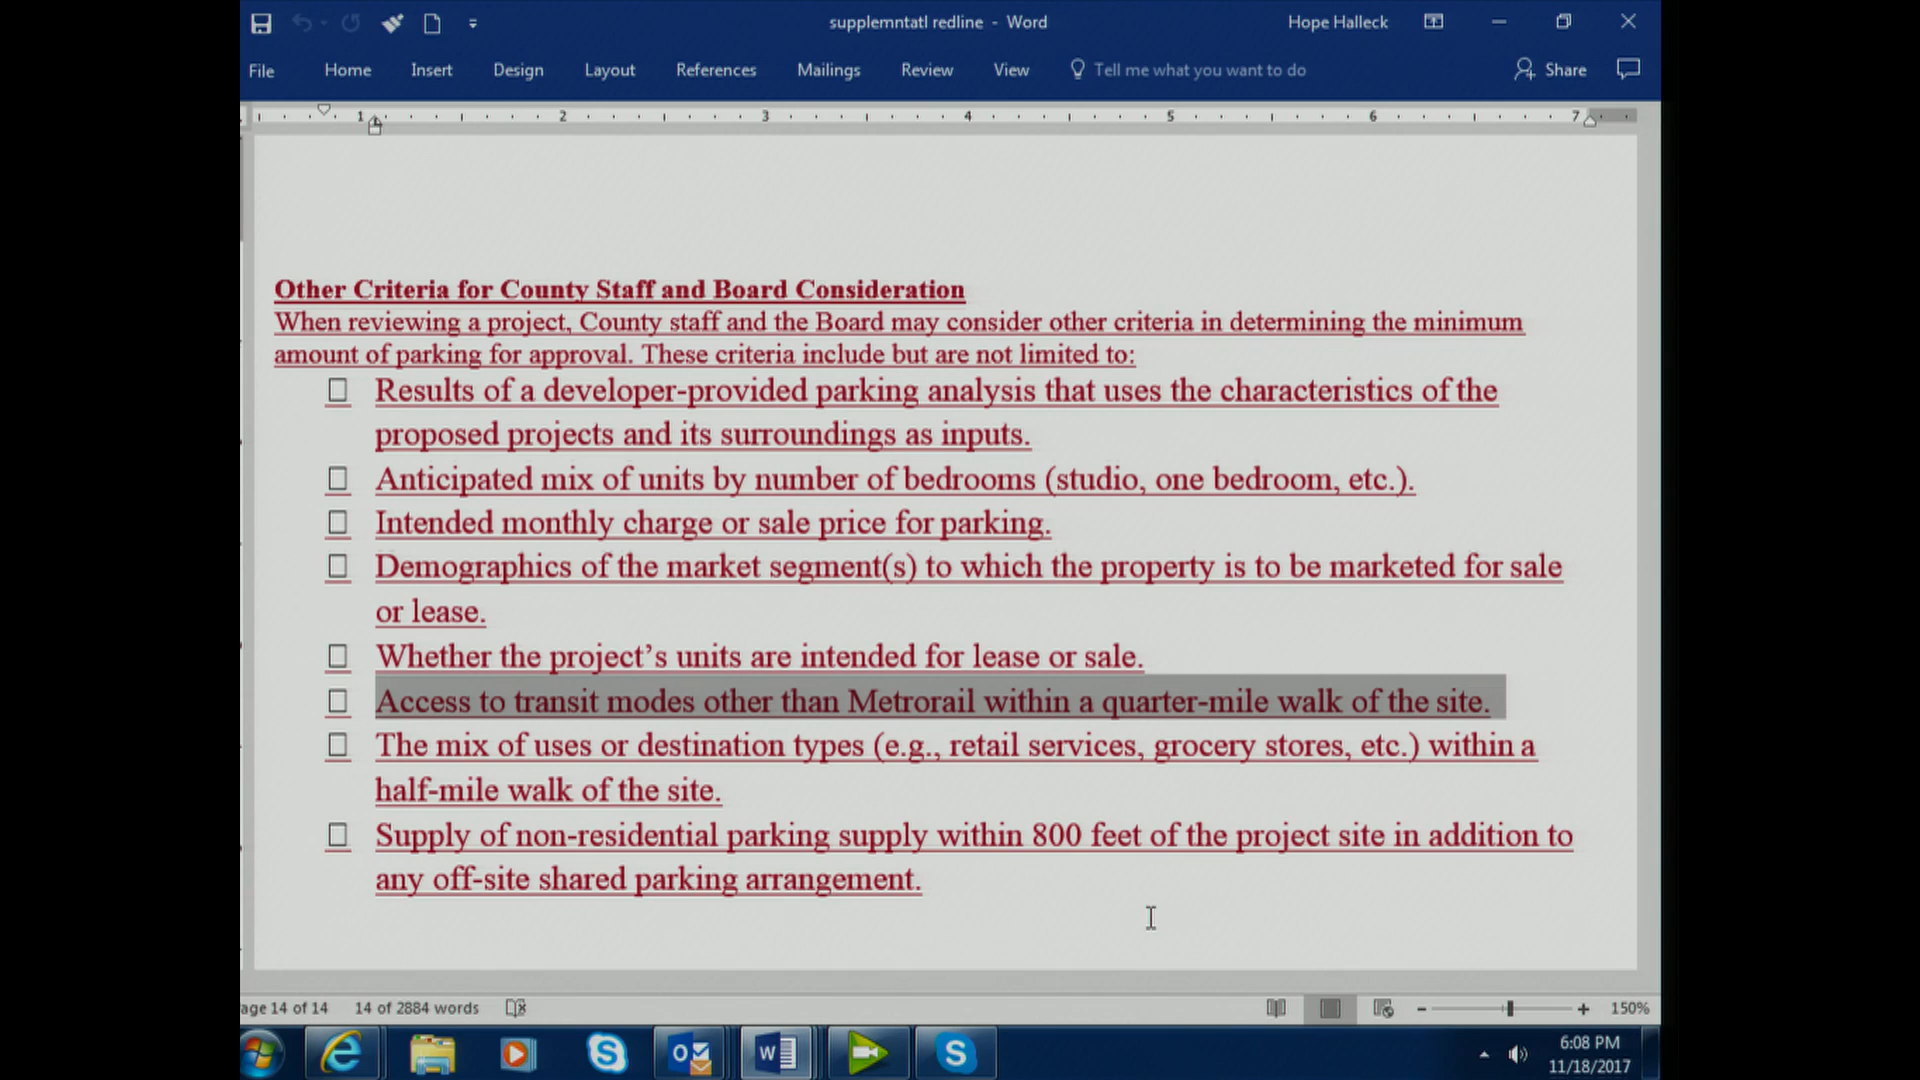 supplemntatl redline - Word
Hope Halleck
File Home Insert Design Layout References Mailings Review View Tell me what you want to do Share
1 2 3 4 5 6 7
Other Criteria for County Staff and Board Consideration
When reviewing a project, County staff and the Board may consider other criteria in determining the minimum
amount of parking for approval. These criteria include but are not limited to:
Results of a developer-provided parking analysis that uses the characteristics of the
proposed projects and its surroundings as inputs.
Anticipated mix of units by number of bedrooms (studio, one bedroom, etc.).
Intended monthly charge or sale price for parking.
Demographics of the market segment(s) to which the property is to be marketed for sale
or lease.
Whether the project’s units are intended for lease or sale.
Access to transit modes other than Metrorail within a quarter-mile walk of the site.
The mix of uses or destination types (e.g., retail services, grocery stores, etc.) within a
half-mile walk of the site.
Supply of non-residential parking supply within 800 feet of the project site in addition to
any off-site shared parking arrangement.
age 14 of 14 14 of 2884 words 150%
6:08 PM
11/18/2017